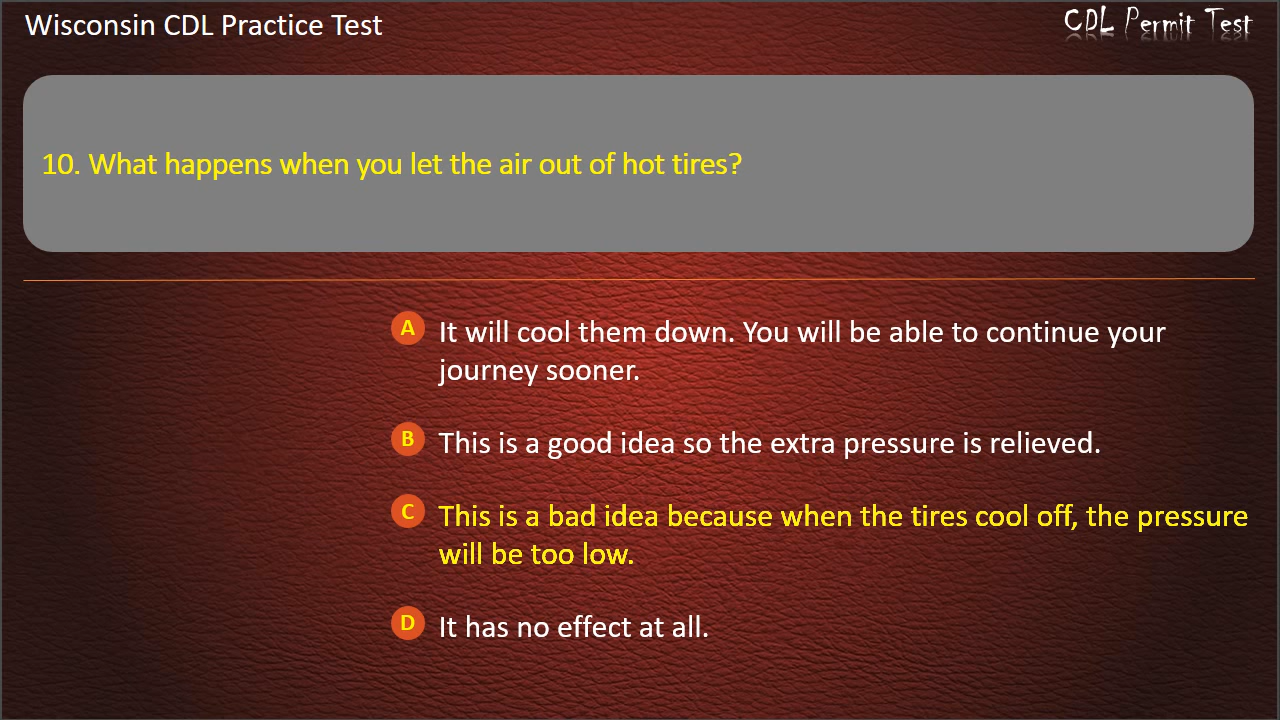 Wisconsin CDL Practice Test
CDL Permit Test
10. What happens when you let the air out of hot tires?
A It will cool them down. You will be able to continue your
journey sooner.
B This is a good idea so the extra pressure is relieved.
C This is a bad idea because when the tires cool off, the pressure
will be too low.
D It has no effect at all.